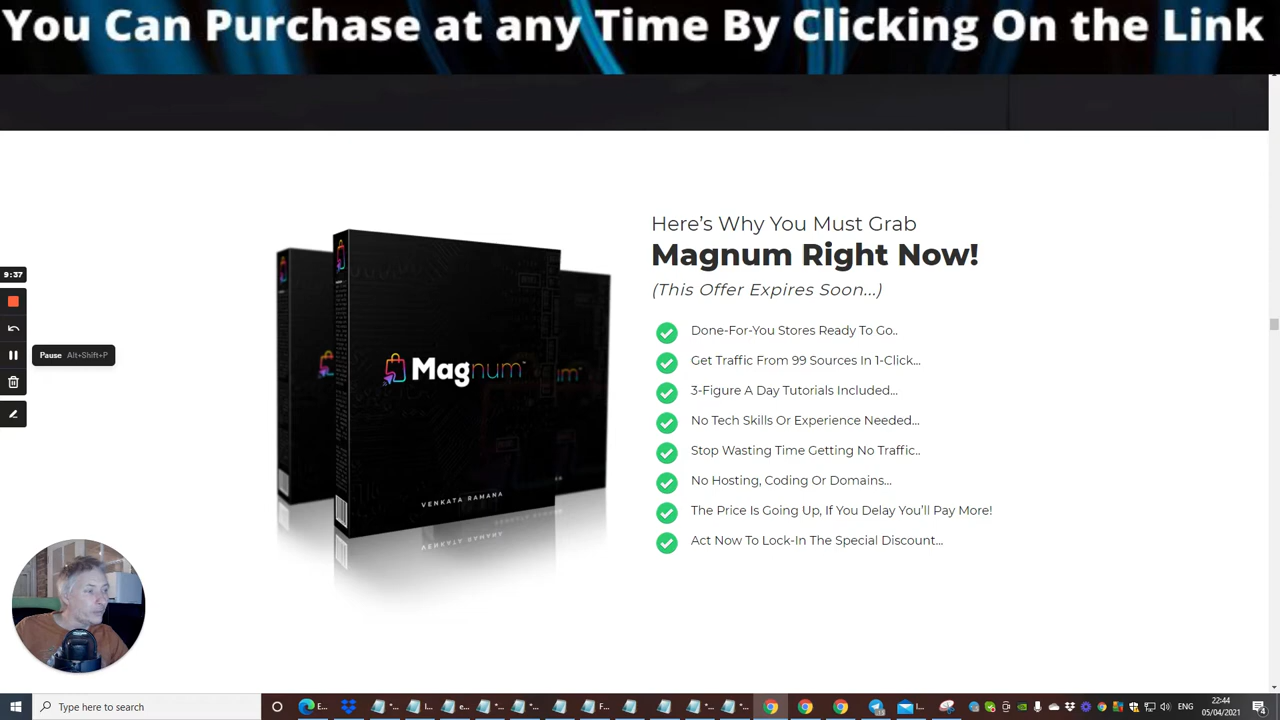 You Can Purchase at any Time By Clicking On the Link
Here's Why You Must Grab
Magnum Right Now!
(This Offer Expires Soon...)
9:37
Done-For-You Stores Ready To Go..
Pause Alt+Shift+P
Get Traffic From 99 Sources In 1-Click...
Magnum™
um™
3-Figure A Day Tutorials Included...
No Tech Skills Or Experience Needed...
Stop Wasting Time Getting No Traffic..
No Hosting, Coding Or Domains...
VENKATA RAMANA
The Price Is Going Up, If You Delay You'll Pay More!
Act Now To Lock-In The Special Discount...
Type here to search
E...
F...
ENG
22:44
05/04/2021